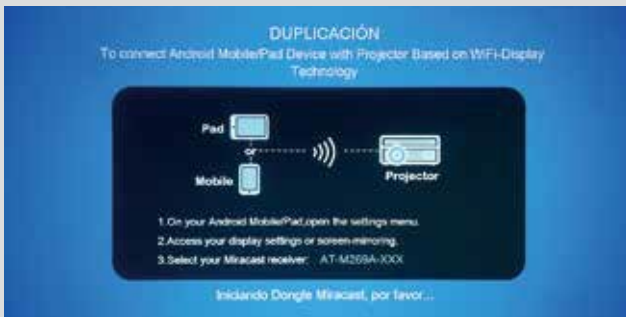 DUPLICACIÓN
To connect Android Mobile/Pad Device with Projector Based on WiFi-Display
Technology
Pad
or
Mobile
Projector
1.On your Android Mobile/Pad,open the settings menu.
2.Access your display settings or screen-mirroring.
3.Select your Miracast receiver: AT-M269A-XXX
Iniciando Dongle Miracast, por favor...